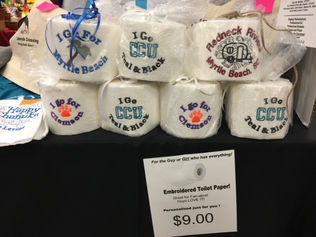 I Go For
Myrtle Beach
I Go
CCU
Teal & Black
Redneck Riviera
Myrtle Beach, SC
Happy
I go for
Clemson
I Go
CCU
Teal & Black
I go for
Clemson
I Go
CCU
Teal & Black
For the Guy or Girl who has everything!
Embroidered Toilet Paper!
Personalized just for you!
$9.00